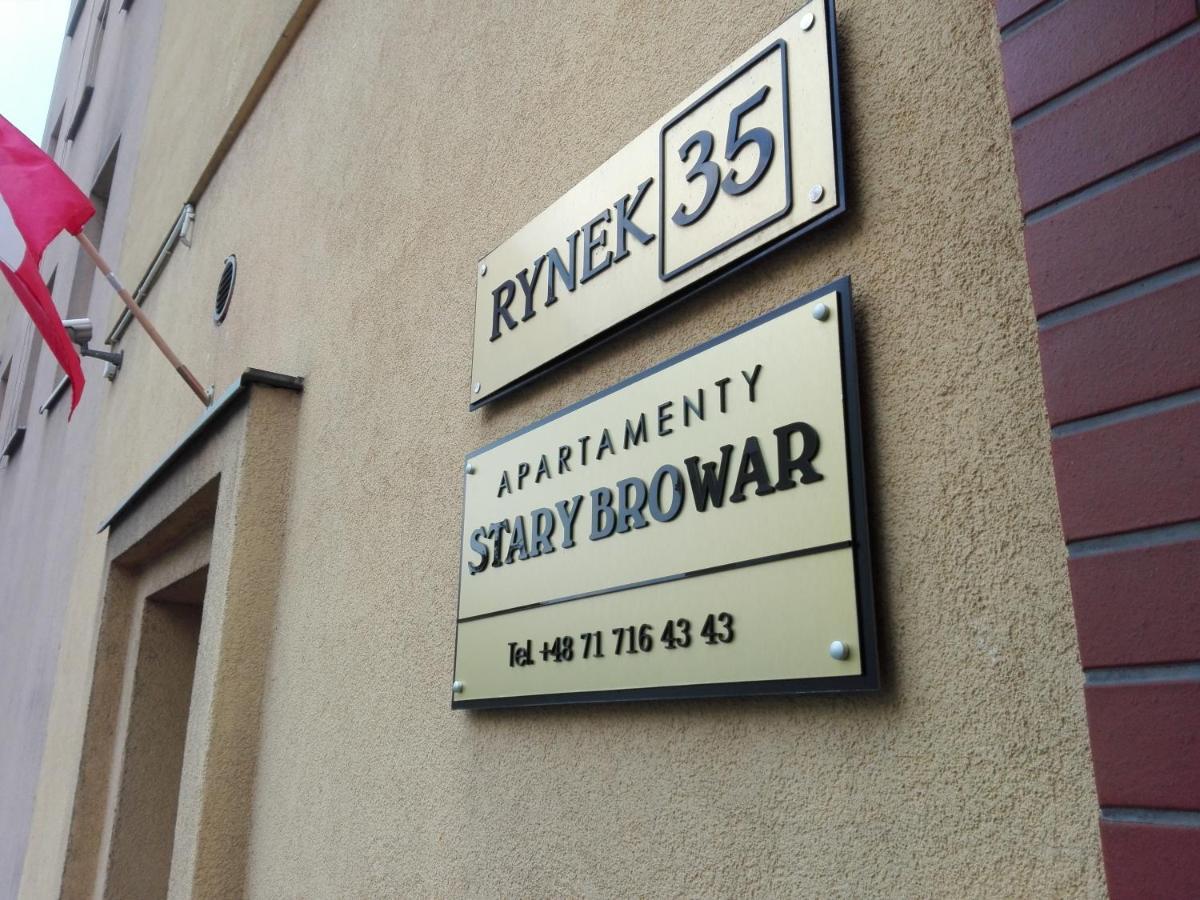 RYNEK 35
APARTAMENTY
STARY BROWAR
Tel. +48 71 716 43 43